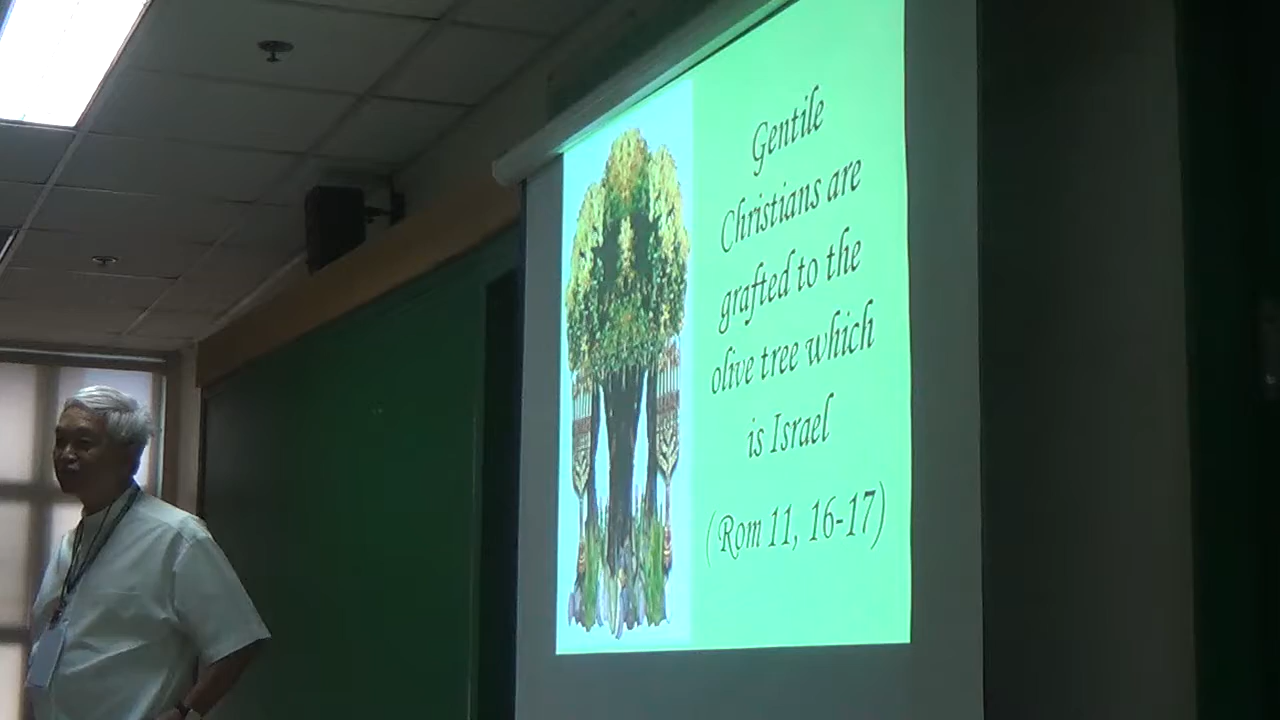 Gentile
Christians are
grafted to the
olive tree which
is Israel
(Rom 11, 16-17)